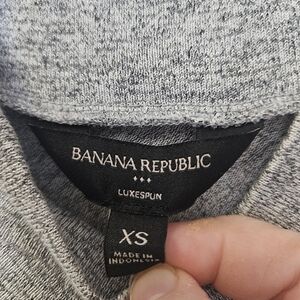 BANANA REPUBLIC
LUXESPUN
XS
MADE IN
INDONESIA